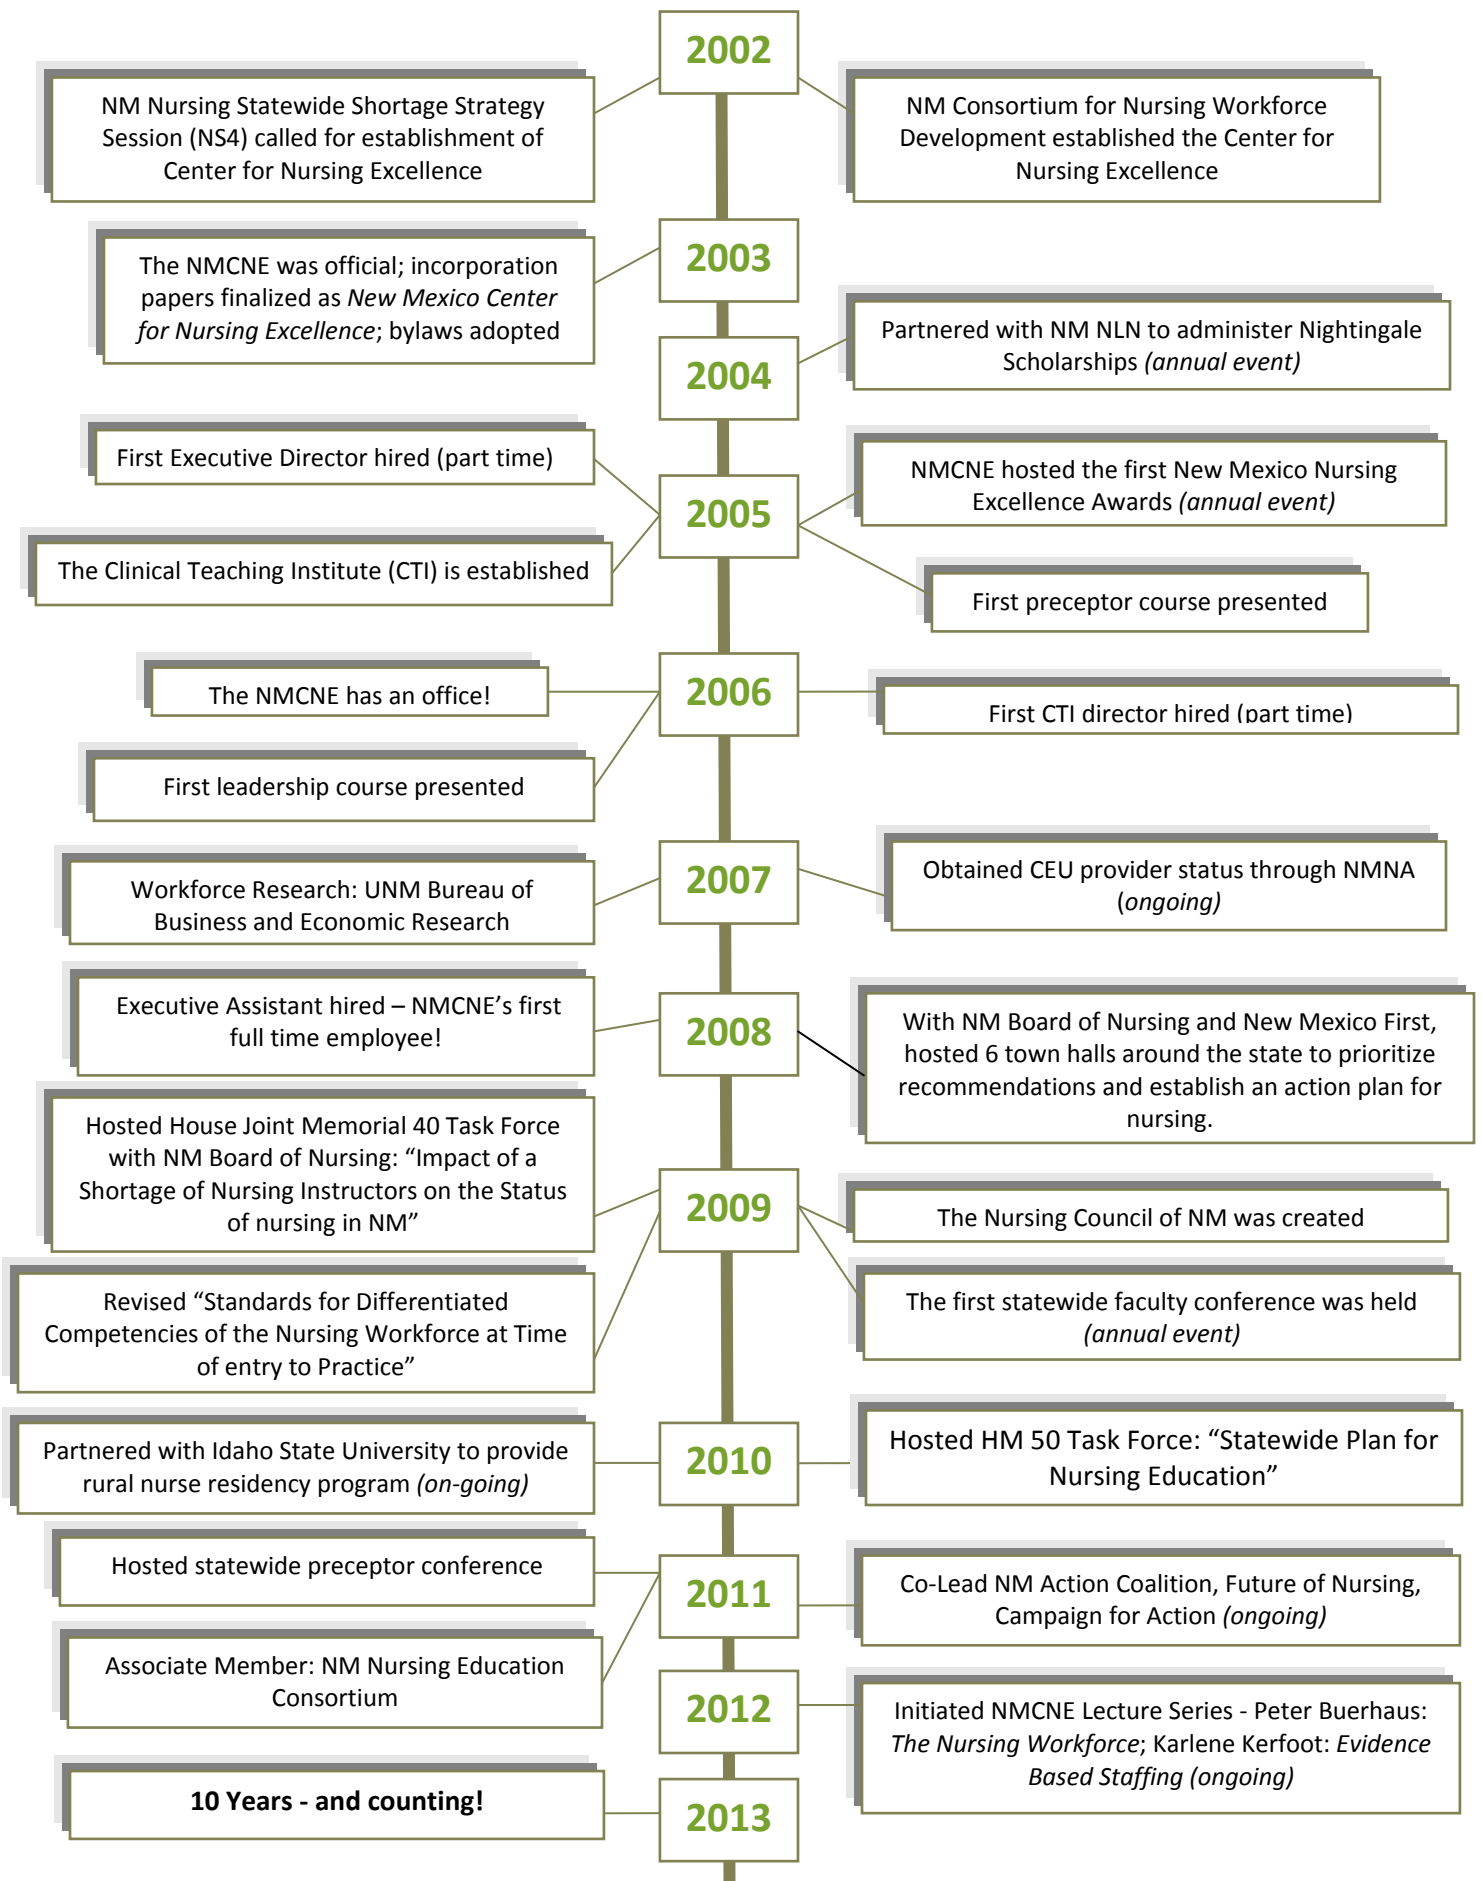 2002
NM Nursing Statewide Shortage Strategy
Session (NS4) called for establishment of
Center for Nursing Excellence
NM Consortium for Nursing Workforce
Development established the Center for
Nursing Excellence
2003
The NMCNE was official; incorporation
papers finalized as New Mexico Center
for Nursing Excellence; bylaws adopted
2004
Partnered with NM NLN to administer Nightingale
Scholarships (annual event)
2005
First Executive Director hired (part time)
The Clinical Teaching Institute (CTI) is established
NMCNE hosted the first New Mexico Nursing
Excellence Awards (annual event)
First preceptor course presented
2006
The NMCNE has an office!
First leadership course presented
First CTI director hired (part time)
2007
Workforce Research: UNM Bureau of
Business and Economic Research
Obtained CEU provider status through NMNA
(ongoing)
2008
Executive Assistant hired – NMCNE’s first
full time employee!
With NM Board of Nursing and New Mexico First,
hosted 6 town halls around the state to prioritize
recommendations and establish an action plan for
nursing.
2009
Hosted House Joint Memorial 40 Task Force
with NM Board of Nursing: “Impact of a
Shortage of Nursing Instructors on the Status
of nursing in NM”
Revised “Standards for Differentiated
Competencies of the Nursing Workforce at Time
of entry to Practice”
The Nursing Council of NM was created
The first statewide faculty conference was held
(annual event)
2010
Partnered with Idaho State University to provide
rural nurse residency program (on-going)
Hosted HM 50 Task Force: “Statewide Plan for
Nursing Education”
2011
Hosted statewide preceptor conference
Associate Member: NM Nursing Education
Consortium
Co-Lead NM Action Coalition, Future of Nursing,
Campaign for Action (ongoing)
2012
Initiated NMCNE Lecture Series - Peter Buerhaus:
The Nursing Workforce; Karlene Kerfoot: Evidence
Based Staffing (ongoing)
2013
10 Years - and counting!